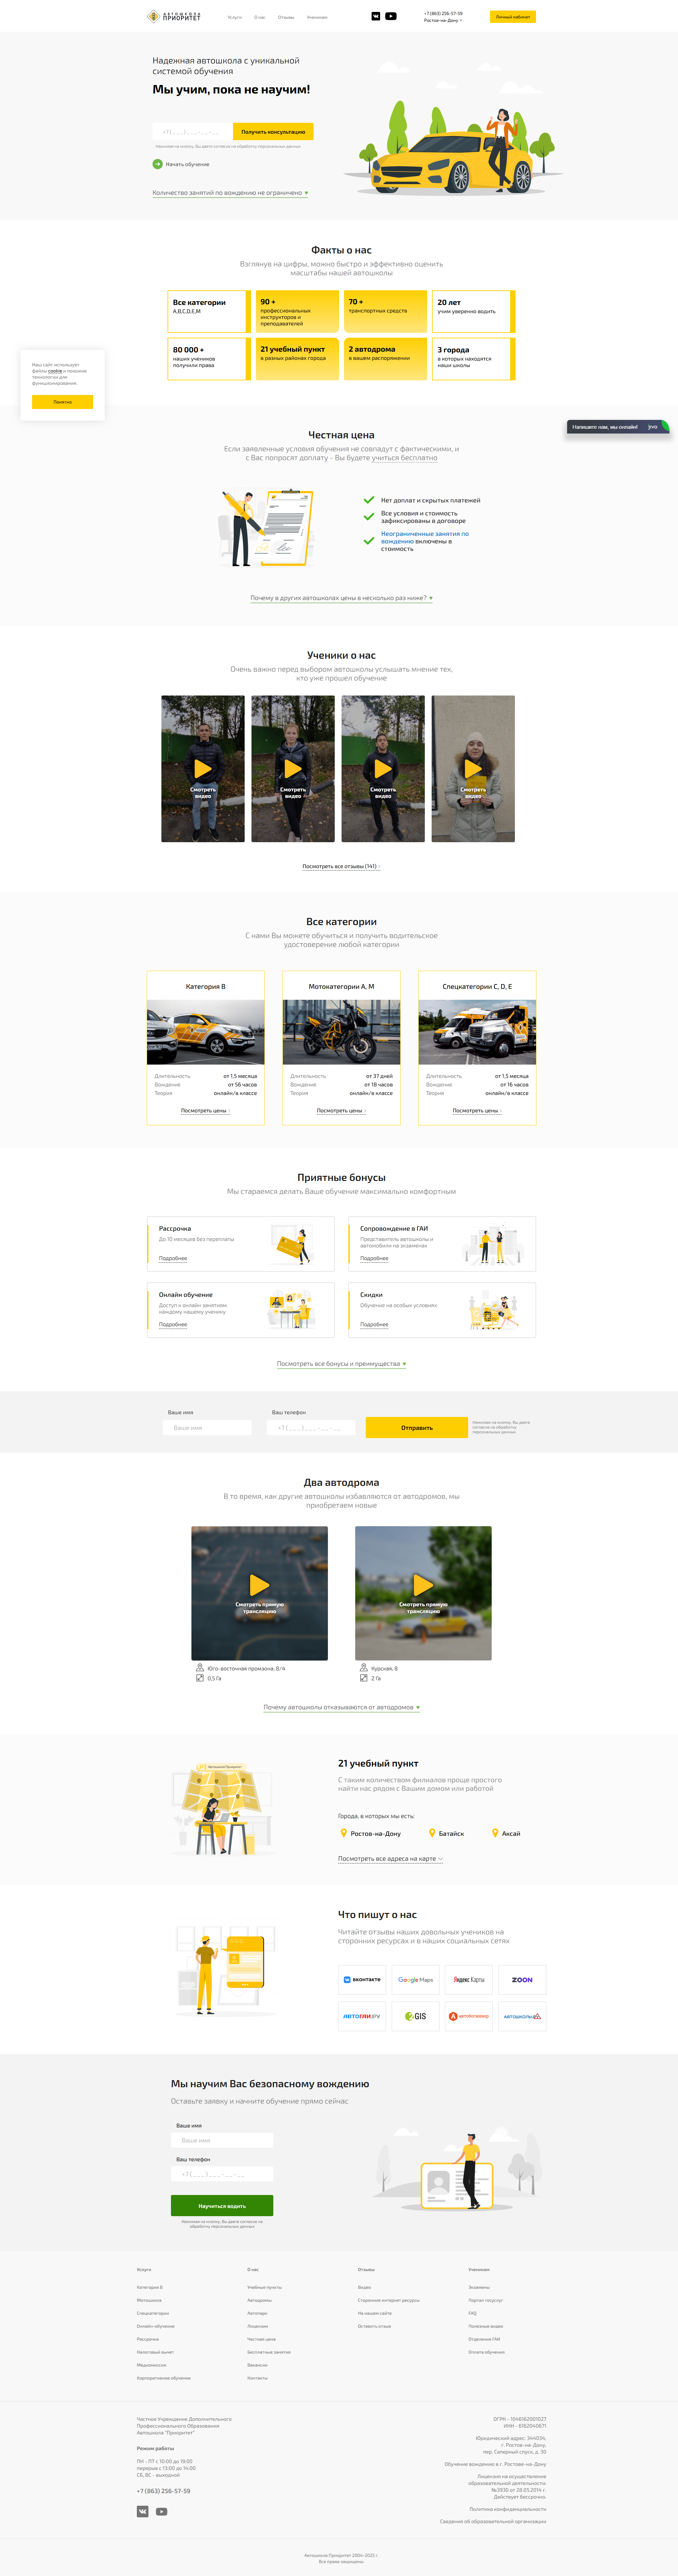 АВТОШКОЛА
ПРИОРИТЕТ
Услуги О нас Отзывы Ученикам
+7 (863) 256-57-59
Ростов-на-Дону
Личный кабинет
Надежная автошкола с уникальной
системой обучения
Мы учим, пока не научим!
+7 (_ _ _) _ _ _ - _ _ - _ _
Получить консультацию
Нажимая на кнопку, Вы даете согласие на обработку персональных данных
Начать обучение
Количество занятий по вождению не ограничено
Факты о нас
Взглянув на цифры, можно быстро и эффективно оценить
масштабы нашей автошколы
Все категории
A,B,C,D,E,M
90 +
профессиональных
инструкторов и
преподавателей
70 +
транспортных средств
20 лет
учим уверенно водить
80 000 +
наших учеников
получили права
21 учебный пункт
в разных районах города
2 автодрома
в вашем распоряжении
3 города
в которых находятся
наши школы
Наш сайт использует
файлы cookie и похожие
технологии для
функционирования.
Понятно
Честная цена
Если заявленные условия обучения не совпадут с фактическими, и
с Вас попросят доплату - Вы будете учиться бесплатно
Напишите нам, мы онлайн!
jivo
Нет доплат и скрытых платежей
Все условия и стоимость
зафиксированы в договоре
Неограниченные занятия по
вождению включены в
стоимость
Почему в других автошколах цены в несколько раз ниже?
Ученики о нас
Очень важно перед выбором автошколы услышать мнение тех,
кто уже прошел обучение
Смотреть
видео
Смотреть
видео
Смотреть
видео
Смотреть
видео
Посмотреть все отзывы (141)
Все категории
С нами Вы можете обучиться и получить водительское
удостоверение любой категории
Категория B
Длительность от 1,5 месяца
Вождение от 56 часов
Теория онлайн/в классе
Посмотреть цены
Мотокатегории А, М
Длительность от 37 дней
Вождение от 18 часов
Теория онлайн/в классе
Посмотреть цены
Спецкатегории C, D, E
Длительность от 1,5 месяца
Вождение от 16 часов
Теория онлайн/в классе
Посмотреть цены
Приятные бонусы
Мы стараемся делать Ваше обучение максимально комфортным
Рассрочка
До 10 месяцев без переплаты
Подробнее
Сопровождение в ГАИ
Представитель автошколы и
автомобили на экзаменах
Подробнее
Онлайн обучение
Доступ к онлайн занятиям
каждому нашему ученику
Подробнее
Скидки
Обучение на особых условиях
Подробнее
Посмотреть все бонусы и преимущества
Ваше имя
Ваше имя
Ваш телефон
+7 (_ _ _) _ _ _ - _ _ - _ _
Отправить
Нажимая на кнопку, Вы даете
согласие на обработку
персональных данных
Два автодрома
В то время, как другие автошколы избавляются от автодромов, мы
приобретаем новые
Смотреть прямую
трансляцию
Юго-восточная промзона, 8/4
0,5 Га
Смотреть прямую
трансляцию
Курская, 8
2 Га
Почему автошколы отказываются от автодромов
Автошкола Приоритет
21 учебный пункт
С таким количеством филиалов проще простого
найти нас рядом с Вашим домом или работой
Города, в которых мы есть:
Ростов-на-Дону Батайск Аксай
Посмотреть все адреса на карте
Что пишут о нас
Читайте отзывы наших довольных учеников на
сторонних ресурсах и в наших социальных сетях
вконтакте
Google Maps
Яндекс Карты
ZOON
АВТОГАИ.РУ
2GIS
Мы научим Вас безопасному вождению
Оставьте заявку и начните обучение прямо сейчас
Ваше имя
Ваше имя
Ваш телефон
+7 (_ _ _) _ _ _ - _ _ - _ _
Научиться водить
Нажимая на кнопку, Вы даете согласие на
обработку персональных данных
Услуги
Категория B
Мотошкола
Спецкатегории
Онлайн-обучение
Рассрочка
Налоговый вычет
Медкомиссия
Корпоративное обучение
О нас
Учебные пункты
Автодромы
Автопарк
Лицензии
Честная цена
Бесплатные занятия
Вакансии
Контакты
Отзывы
Видео
Сторонние интернет ресурсы
На нашем сайте
Оставить отзыв
Ученикам
Экзамены
Портал госуслуг
FAQ
Полезные видео
Отделения ГАИ
Оплата обучения
Частное Учреждение Дополнительного
Профессионального Образования
Автошкола "Приоритет"
Режим работы
ПН - ПТ с 10:00 до 19:00
перерыв с 13:00 до 14:00
СБ, ВС - выходной
+7 (863) 256-57-59
ОГРН - 1046162001027
ИНН - 6162040671
Юридический адрес: 344034,
г. Ростов-на-Дону,
пер. Саперный спуск, д. 30
Обучение вождению в г. Ростове-на-Дону
Лицензия на осуществление
образовательной деятельности:
№3930 от 28.05.2014 г.
Действует бессрочно.
Политика конфиденциальности
Сведения об образовательной организации
Автошкола Приоритет 2004-2023 г.
Все права защищены